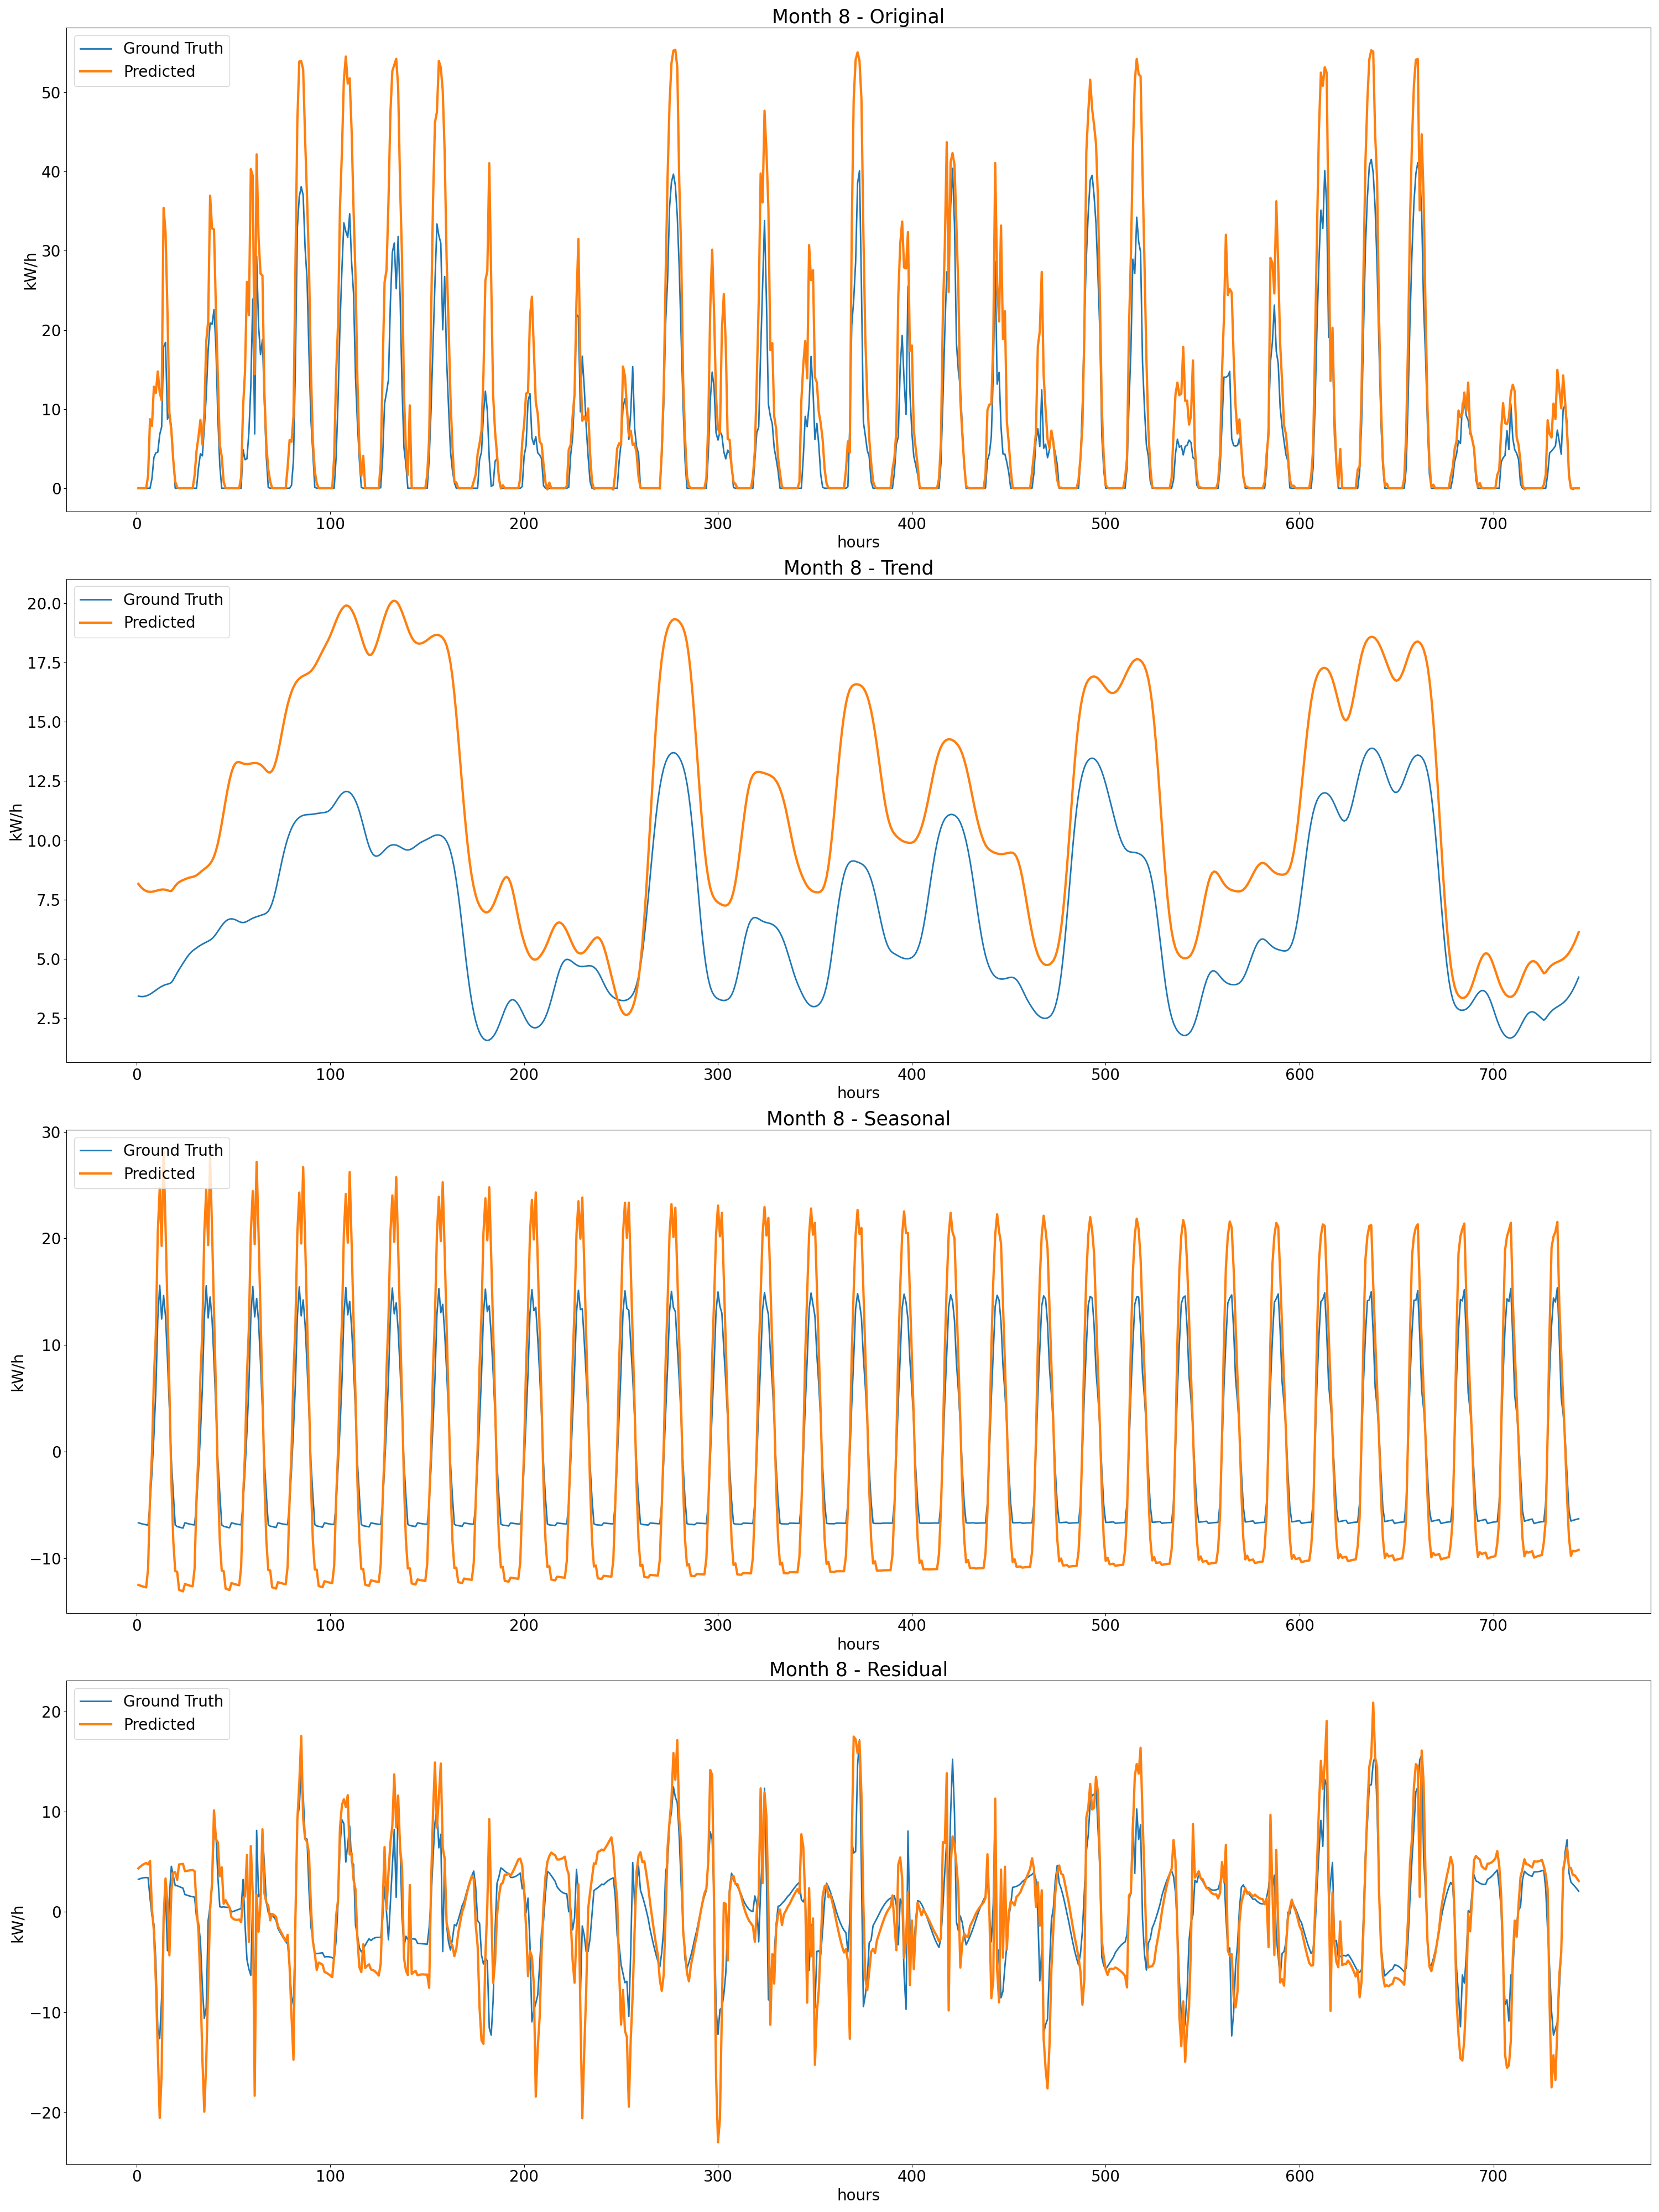 Month 8 - Original
Ground Truth
Predicted
50
40
30
20
10
0
kW/h
0 100 200 300 400 500 600 700
hours
Month 8 - Trend
Ground Truth
Predicted
20.0
17.5
15.0
12.5
10.0
7.5
5.0
2.5
kW/h
0 100 200 300 400 500 600 700
hours
Month 8 - Seasonal
Ground Truth
Predicted
30
20
10
0
−10
kW/h
0 100 200 300 400 500 600 700
hours
Month 8 - Residual
Ground Truth
Predicted
20
10
0
−10
−20
kW/h
0 100 200 300 400 500 600 700
hours